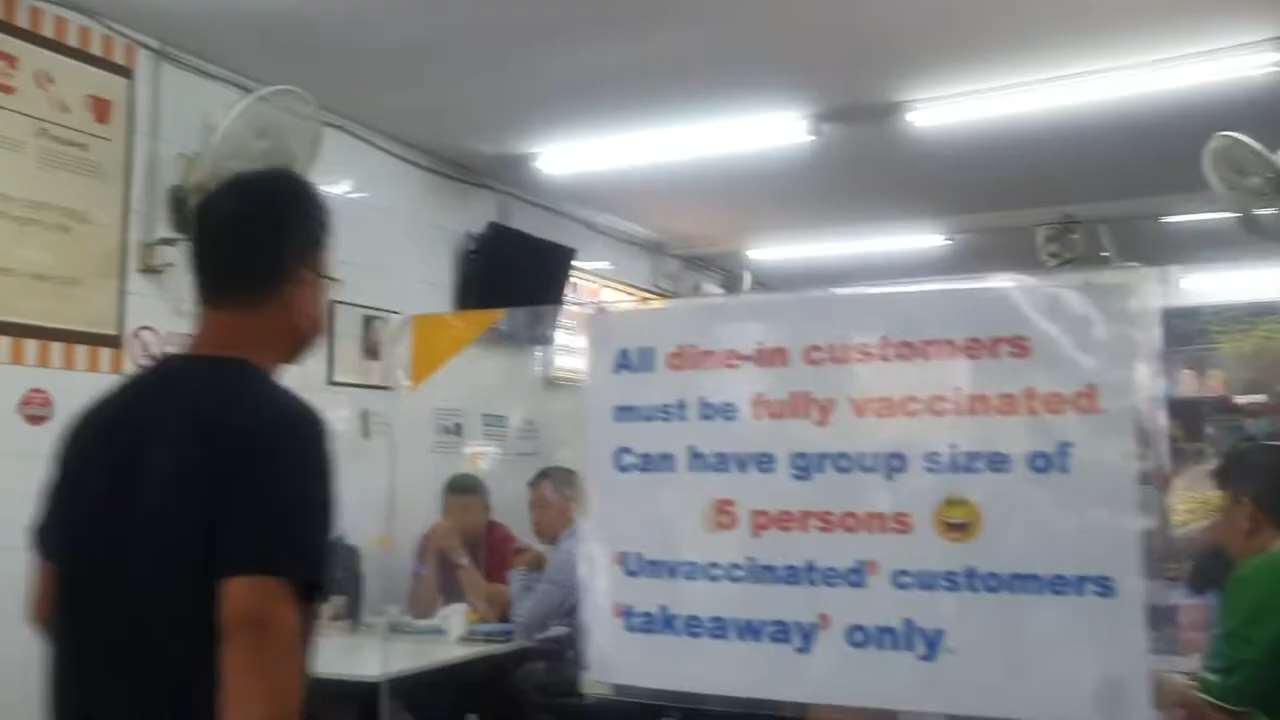 All dine-in customers
must be fully vaccinated.
Can have group size of
5 persons
'Unvaccinated' customers
'takeaway' only.